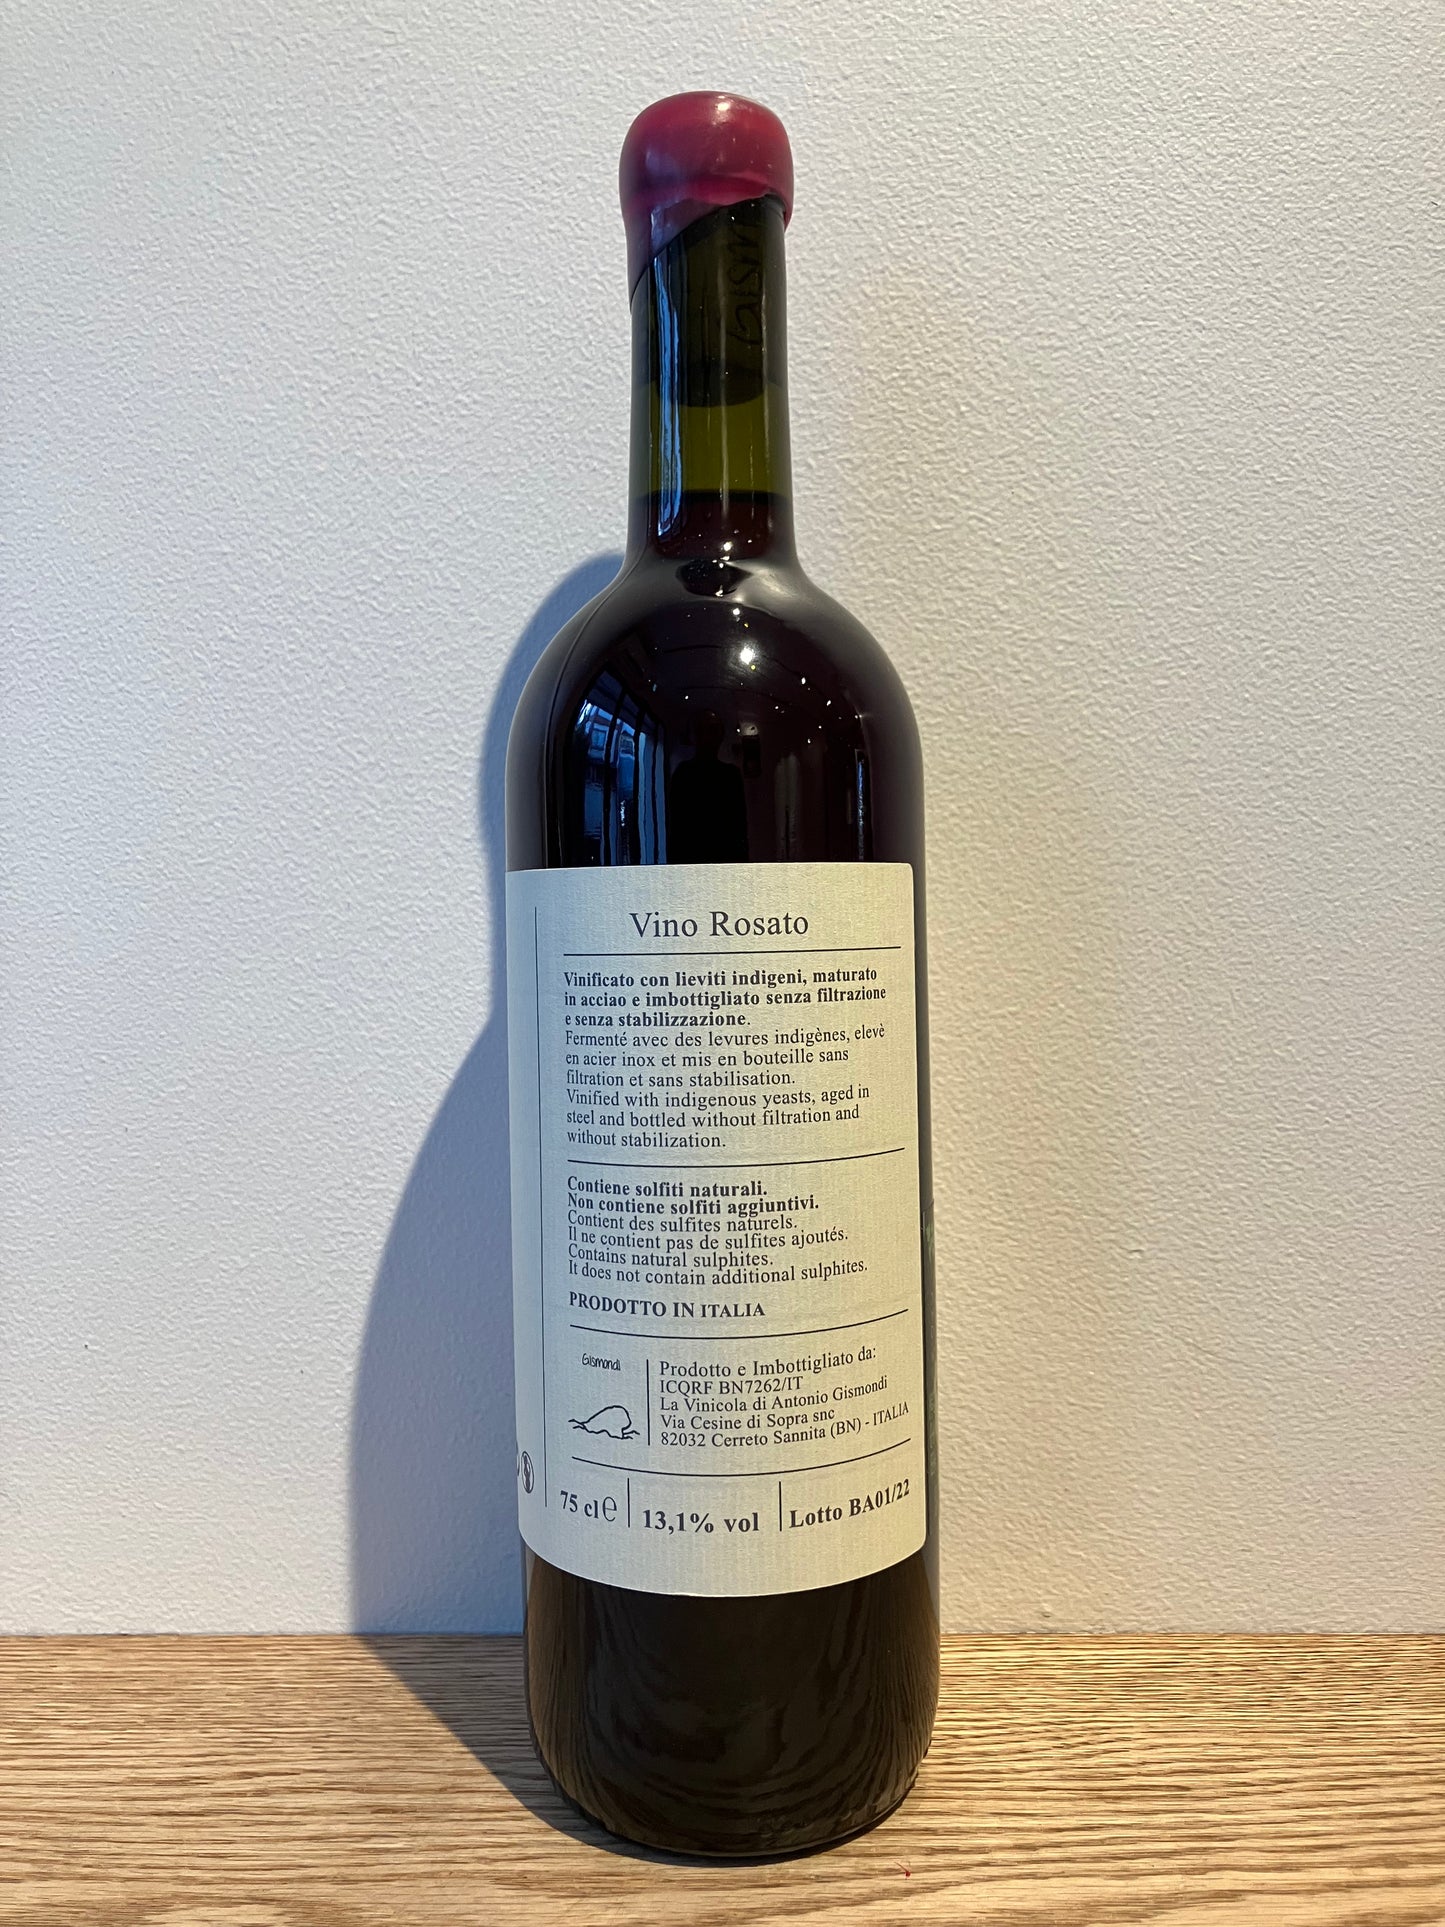 Vino Rosato
Vinificato con lieviti indigeni, maturato
in acciao e imbottigliato senza filtrazione
e senza stabilizzazione.
Fermenté avec des levures indigènes, elevè
en acier inox et mis en bouteille sans
filtration et sans stabilisation.
Vinified with indigenous yeasts, aged in
steel and bottled without filtration and
without stabilization.
Contiene solfiti naturali.
Non contiene solfiti aggiuntivi.
Contient des sulfites naturels.
Il ne contient pas de sulfites ajoutés.
Contains natural sulphites.
It does not contain additional sulphites.
PRODOTTO IN ITALIA
Gismondi
Prodotto e Imbottigliato da:
ICQRF BN7262/IT
La Vinicola di Antonio Gismondi
Via Cesine di Sopra snc
82032 Cerreto Sannita (BN) - ITALIA
75 cl e
13,1% vol
Lotto BA01/22